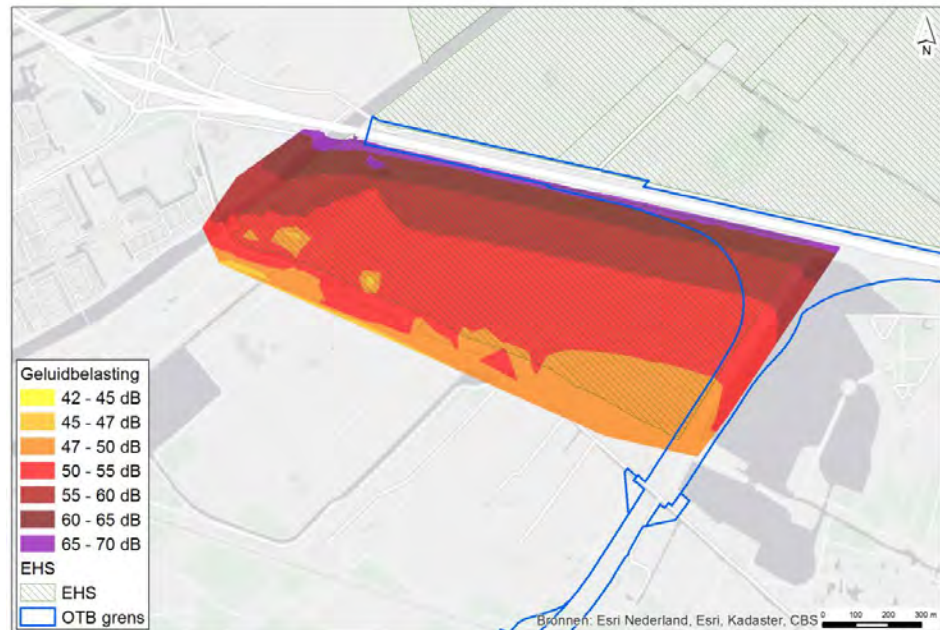 N
Geluidbelasting
42 - 45 dB
45 - 47 dB
47 - 50 dB
50 - 55 dB
55 - 60 dB
60 - 65 dB
65 - 70 dB
EHS
EHS
OTB grens
Bronnen: Esri Nederland, Esri, Kadaster, CBS
0 100 200 300 m